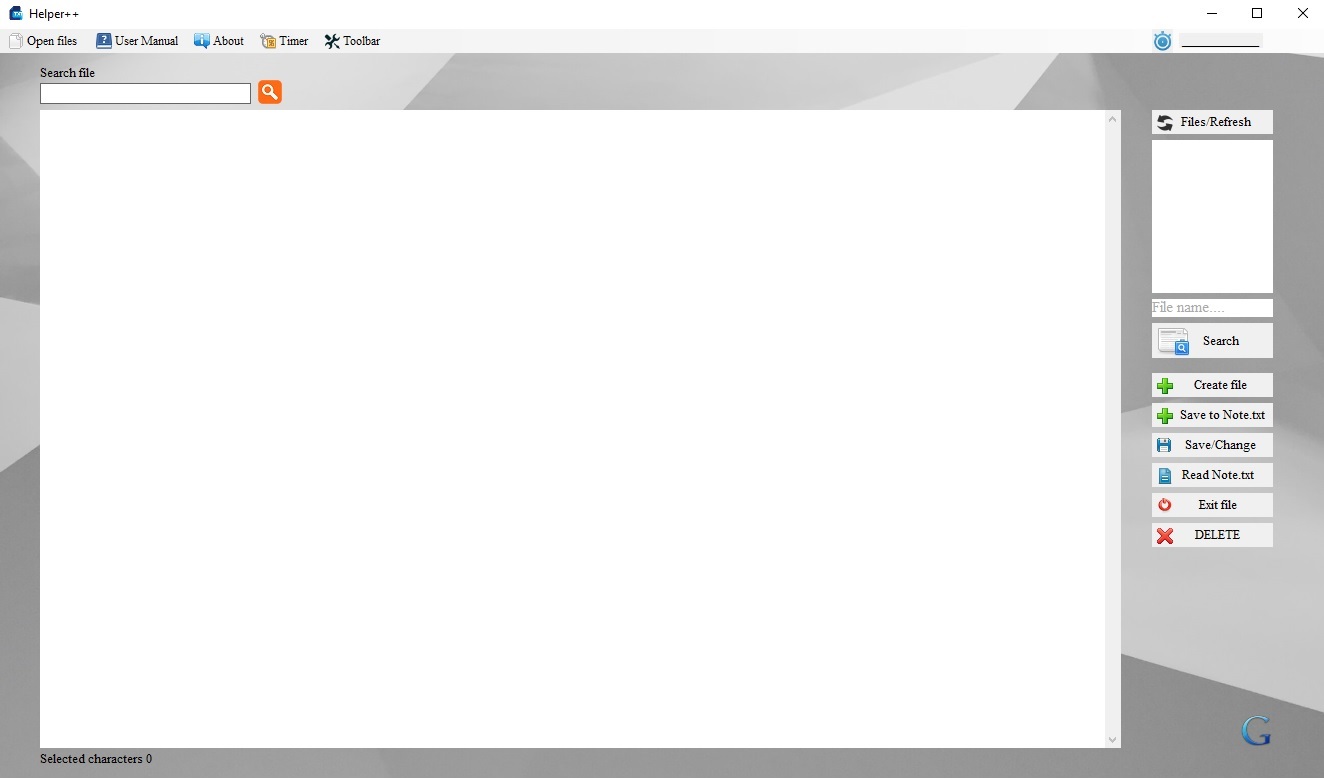 Helper++
Open files User Manual About Timer Toolbar
Search file
Files/Refresh
File name....
Search
Create file
Save to Note.txt
Save/Change
Read Note.txt
Exit file
DELETE
G
Selected characters 0